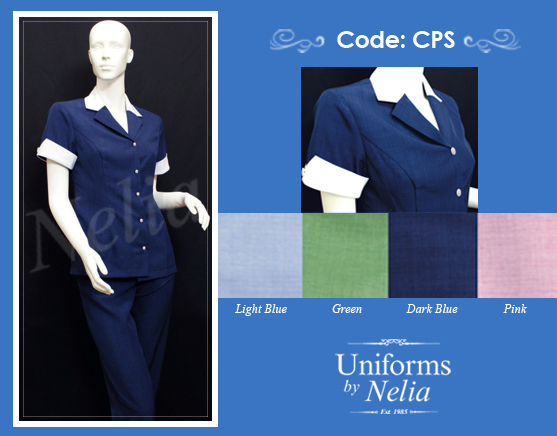 Code: CPS
Nelia
Light Blue
Green
Dark Blue
Pink
Uniforms
by Nelia
Est. 1985